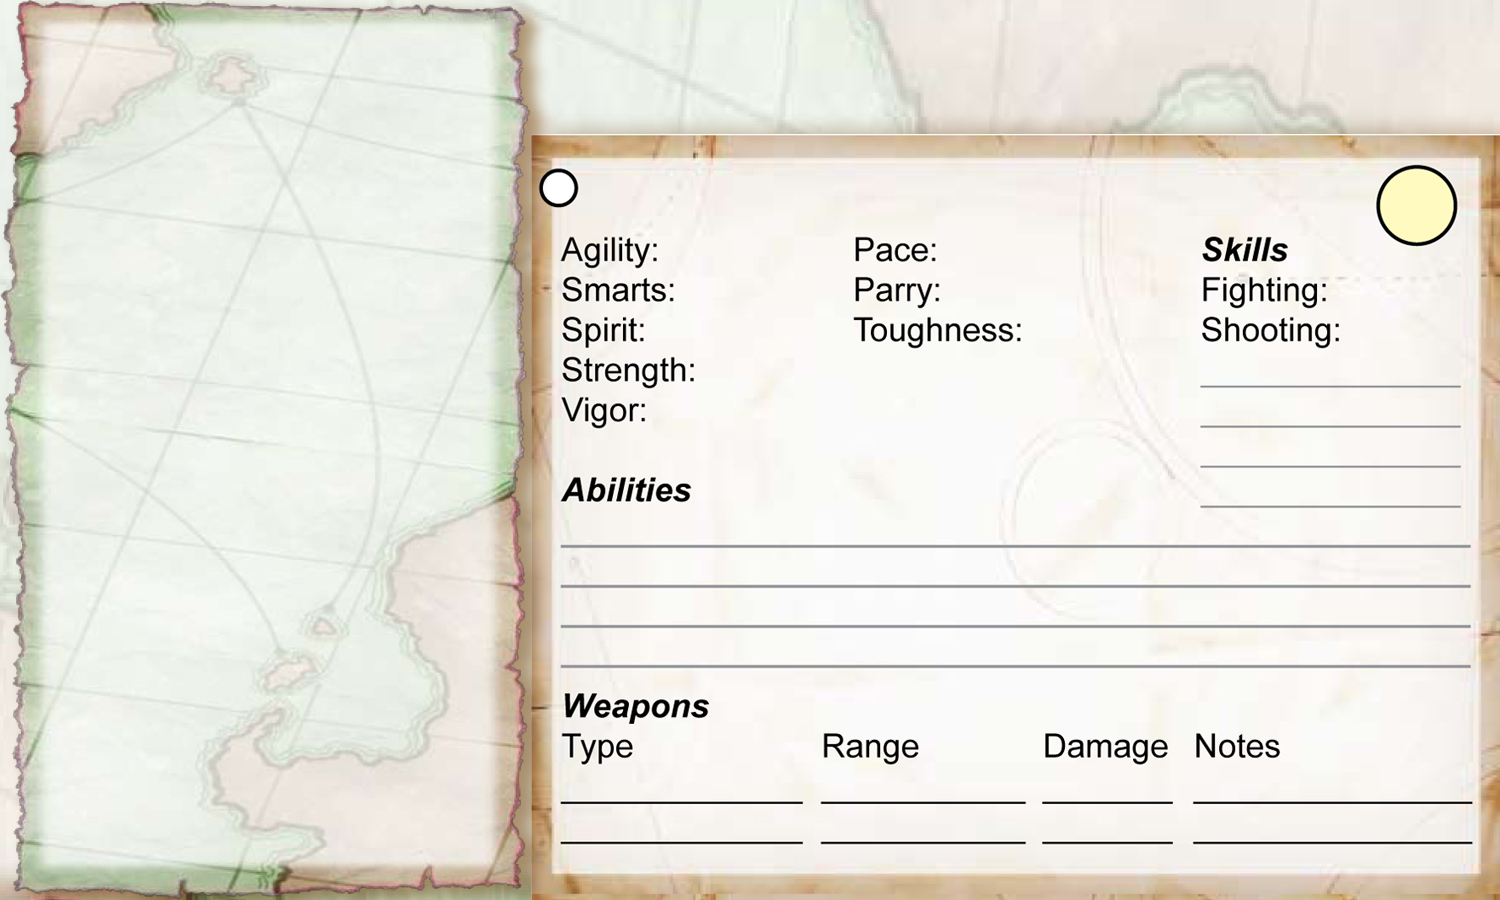 Agility:
Smarts:
Spirit:
Strength:
Vigor:
Pace:
Parry:
Toughness:
Skills
Fighting:
Shooting:
Abilities
Weapons
Type Range Damage Notes